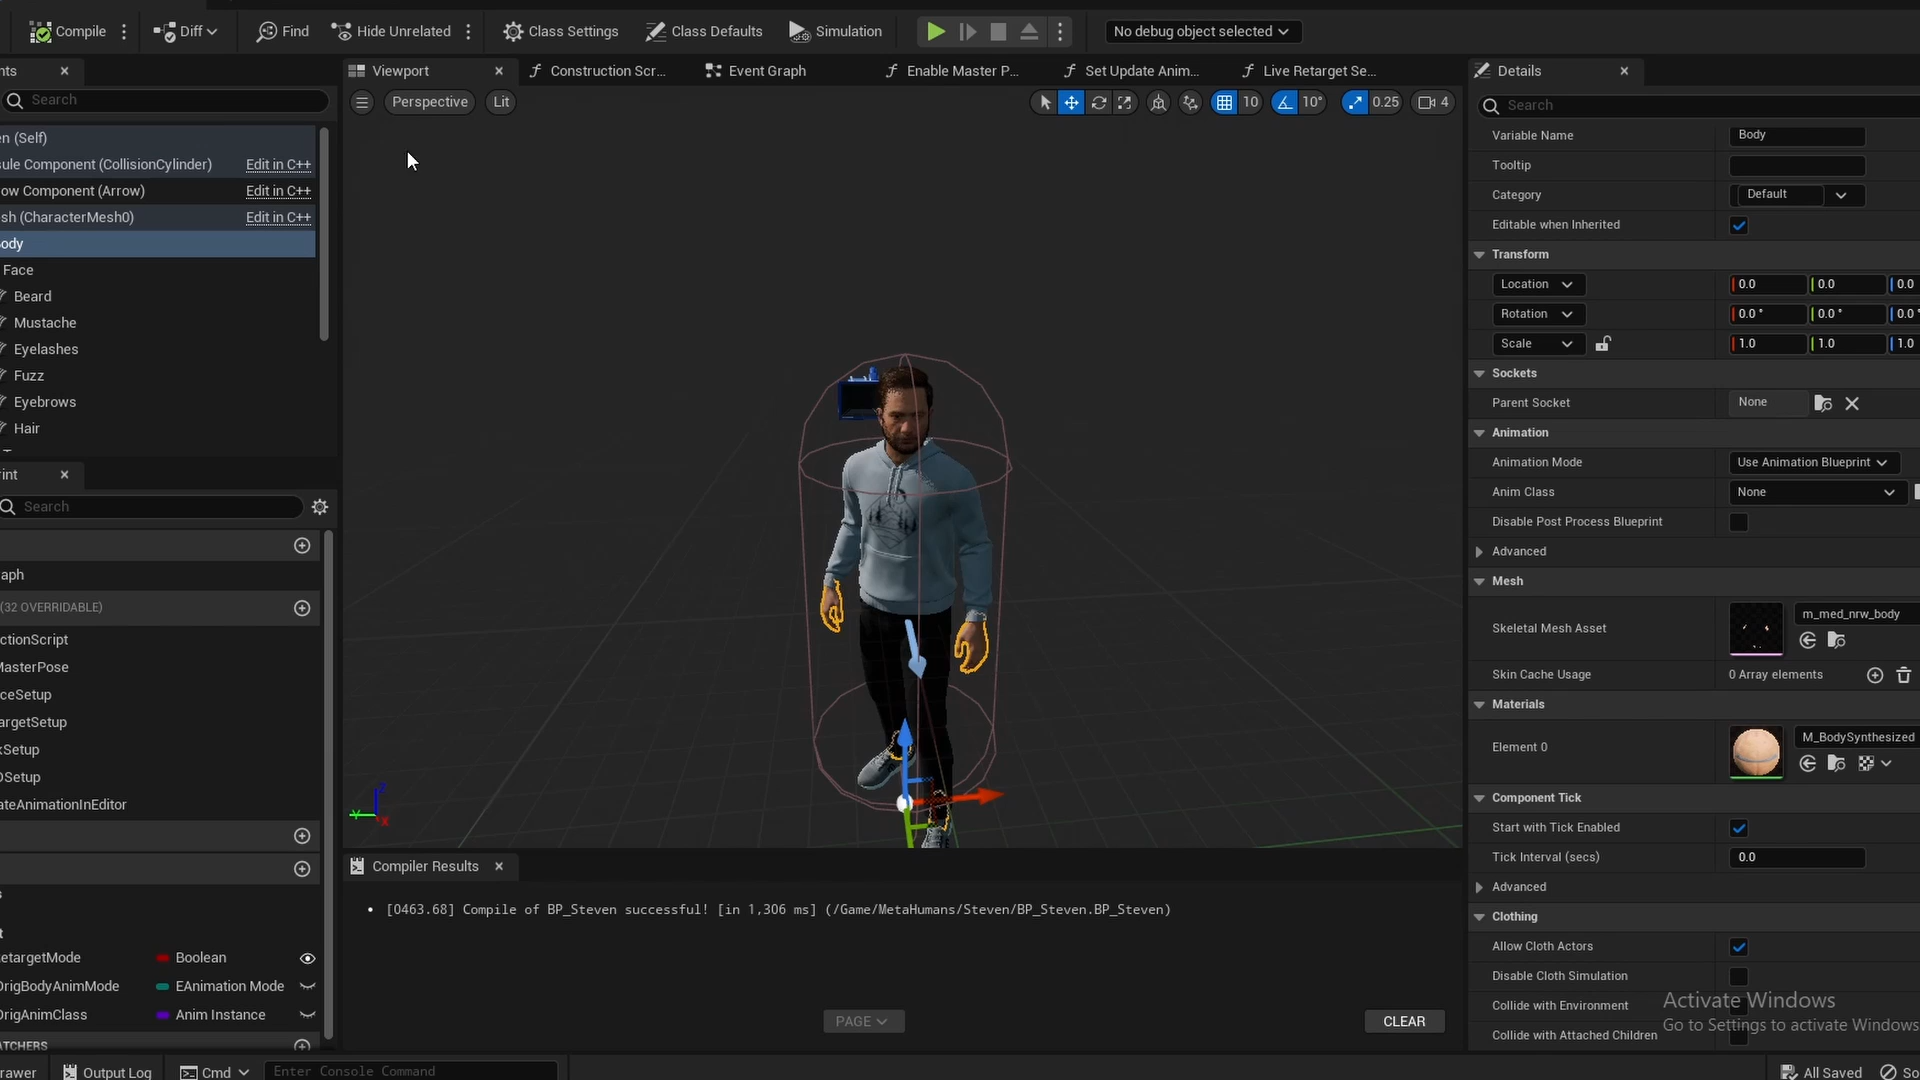 Compile
Diff
Find
Hide Unrelated
Class Settings
Class Defaults
Simulation
No debug object selected
nts
Viewport
Construction Scr...
Event Graph
Enable Master P...
Set Update Anim...
Live Retarget Se...
Details
Search
Perspective
Lit
10
10°
0.25
4
Search
en (Self)
sule Component (CollisionCylinder)
Edit in C++
ow Component (Arrow)
Edit in C++
sh (CharacterMesh0)
Edit in C++
ody
Face
Beard
Mustache
Eyelashes
Fuzz
Eyebrows
Hair
rint
Search
aph
(32 OVERRIDABLE)
ctionScript
MasterPose
ceSetup
argetSetup
xSetup
DSetup
ateAnimationInEditor
s
t
etargetMode
Boolean
OrigBodyAnimMode
EAnimation Mode
OrigAnimClass
Anim Instance
ATCHERS
Variable Name
Body
Tooltip
Category
Default
Editable when Inherited
Transform
Location
0.0
0.0
0.0
Rotation
0.0 °
0.0 °
0.0 °
Scale
1.0
1.0
1.0
Sockets
Parent Socket
None
Animation
Animation Mode
Use Animation Blueprint
Anim Class
None
Disable Post Process Blueprint
Advanced
Mesh
Skeletal Mesh Asset
m_med_nrw_body
Skin Cache Usage
0 Array elements
Materials
Element 0
M_BodySynthesized
Component Tick
Start with Tick Enabled
Tick Interval (secs)
0.0
Advanced
Clothing
Allow Cloth Actors
Disable Cloth Simulation
Collide with Environment
Collide with Attached Children
Compiler Results
[0463.68] Compile of BP_Steven successful! [in 1,306 ms] (/Game/MetaHumans/Steven/BP_Steven.BP_Steven)
PAGE
CLEAR
Activate Windows
Go to Settings to activate Windows
rawer
Output Log
Cmd
Enter Console Command
All Saved
So